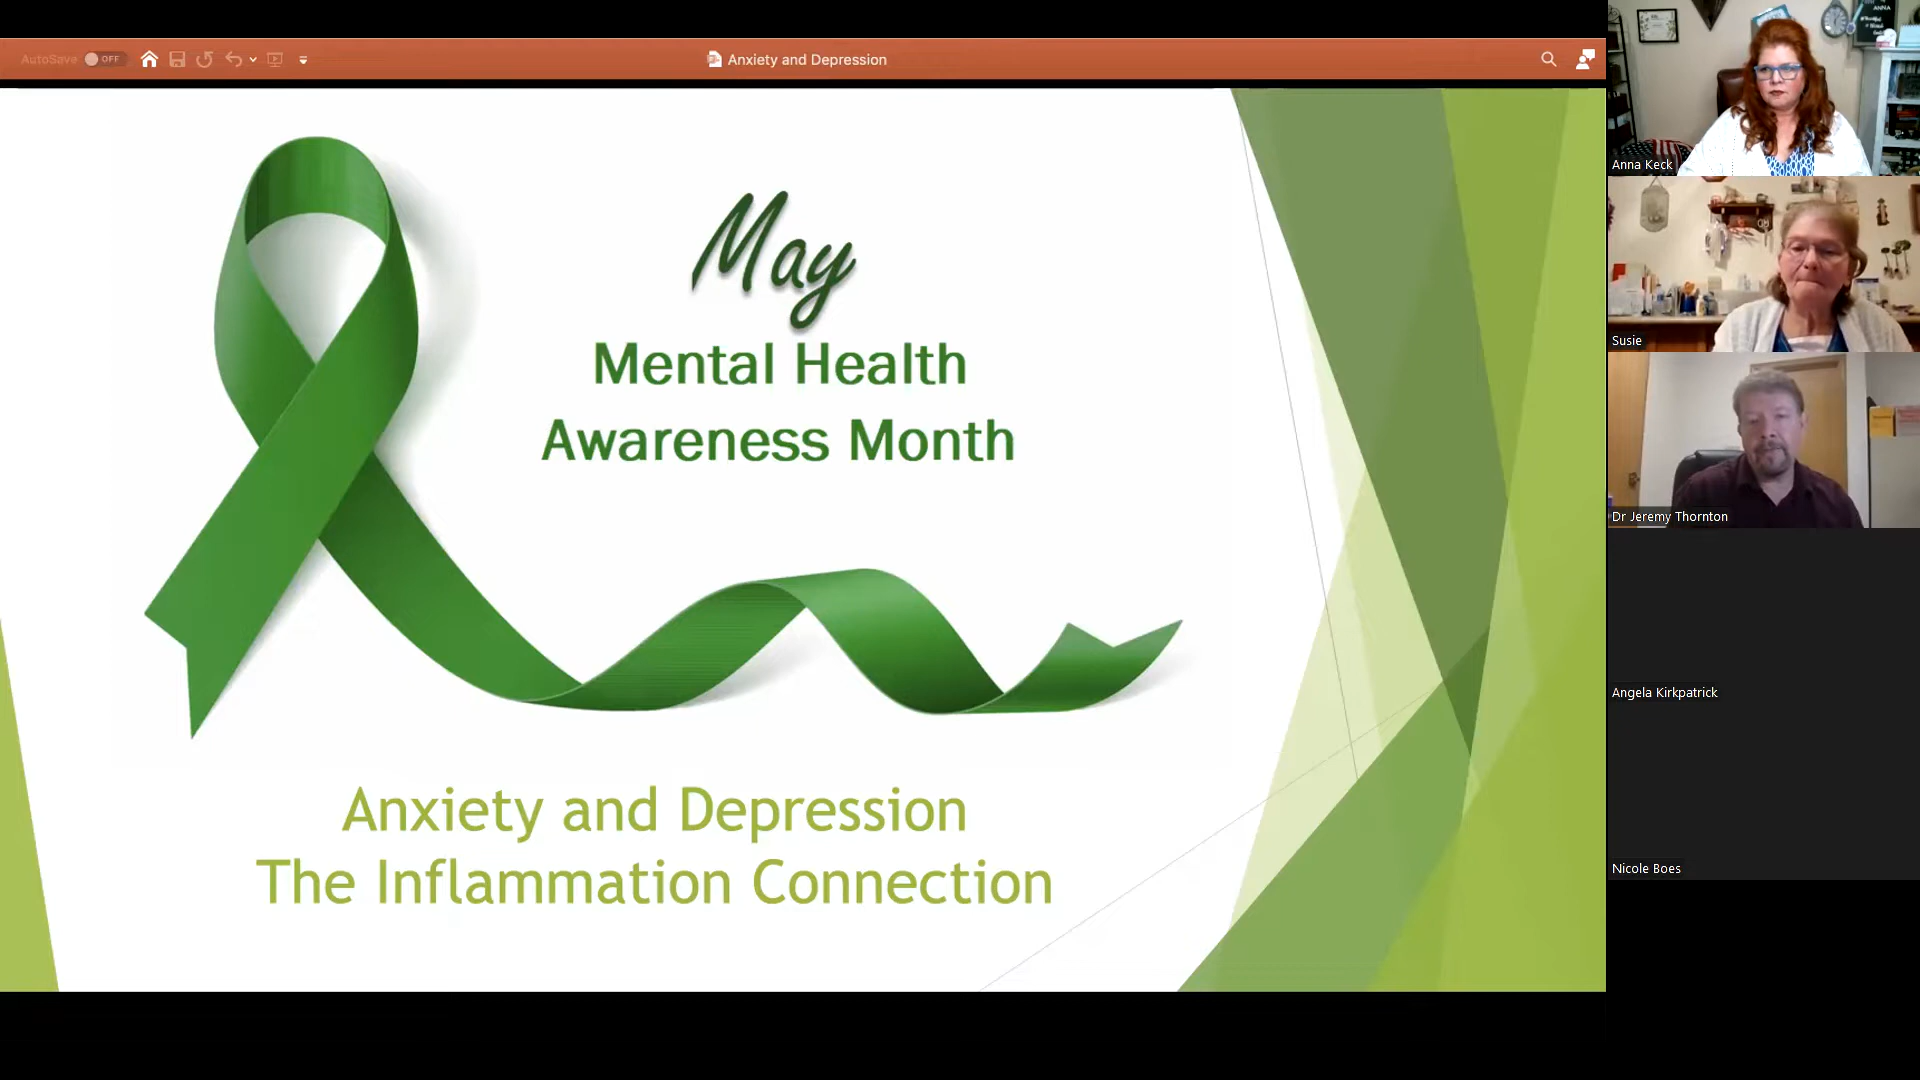 AutoSave OFF
Anxiety and Depression
May
Mental Health
Awareness Month
Anxiety and Depression
The Inflammation Connection
ANNA
Anna Keck
Susie
Dr Jeremy Thornton
Angela Kirkpatrick
Nicole Boes